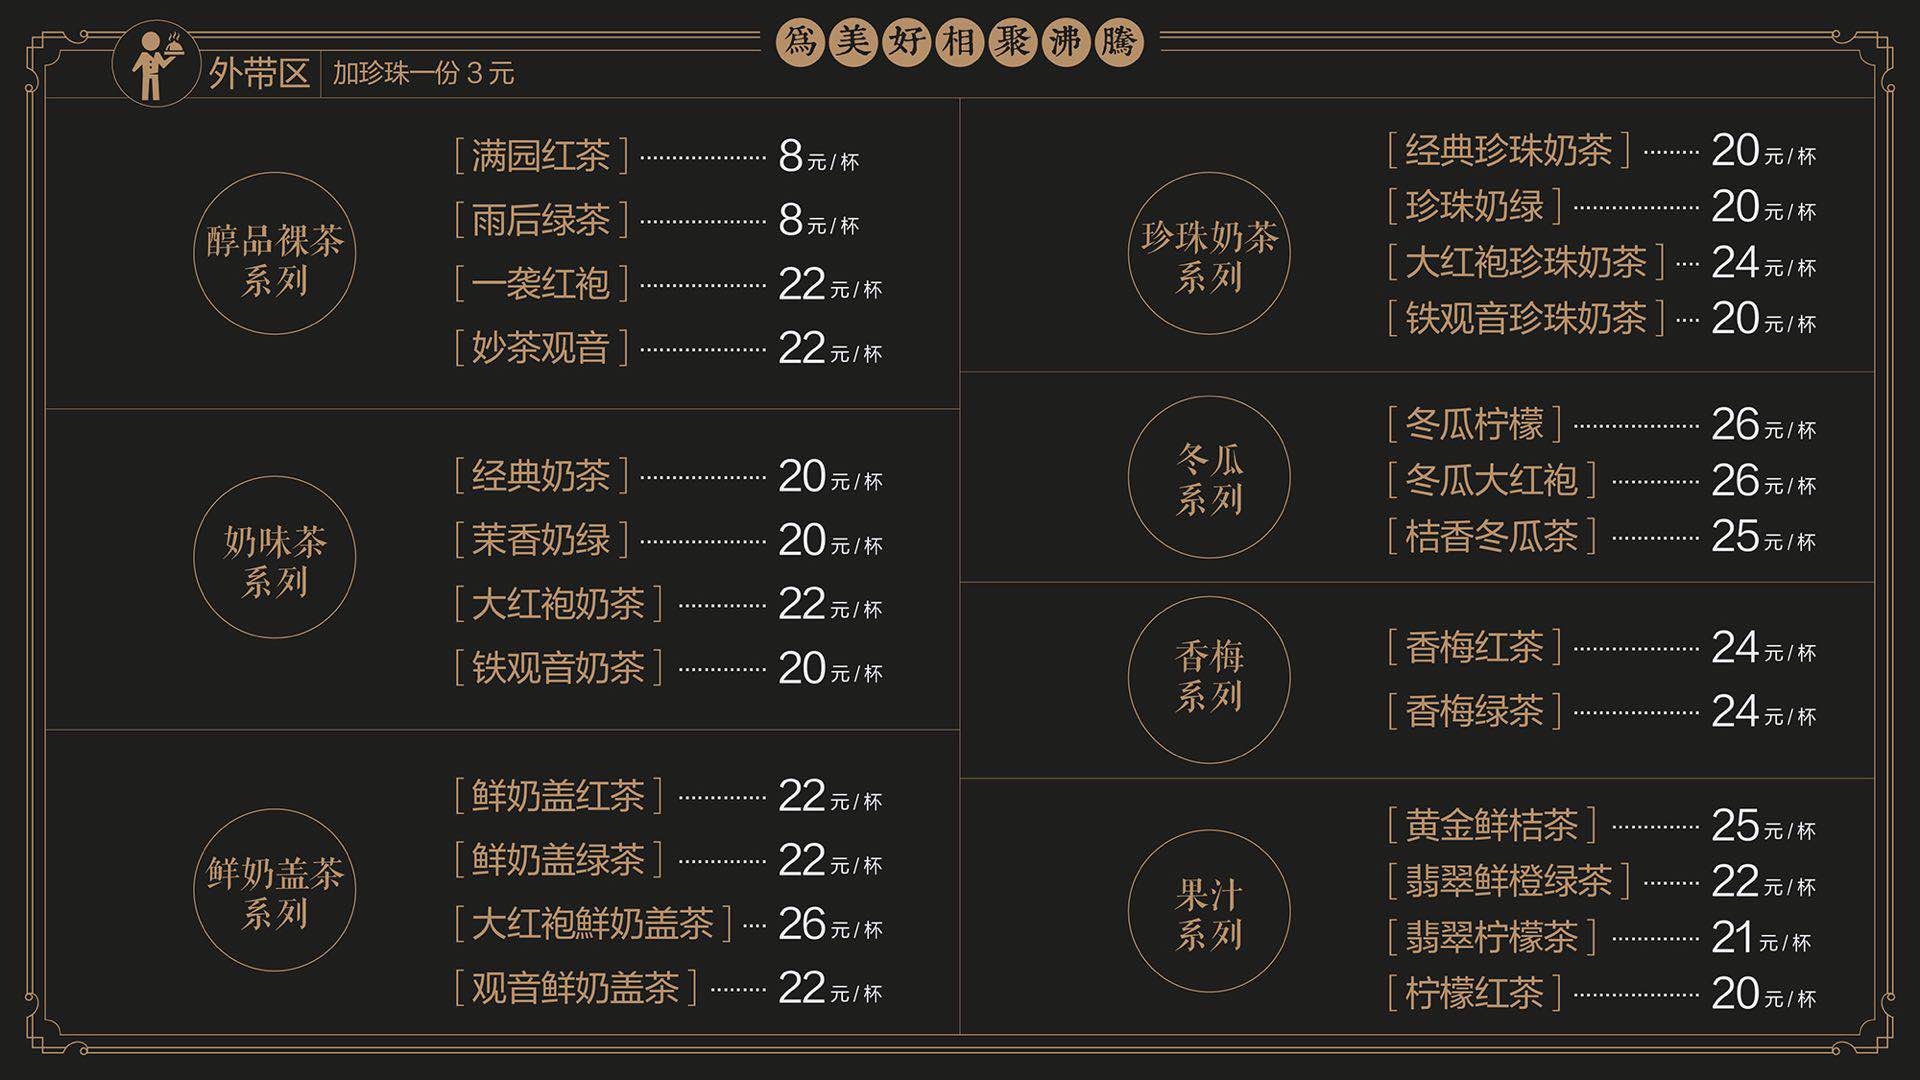 為美好相聚沸騰
外带区 加珍珠一份3元
醇品裸茶
系列
[满园红茶] 8元/杯
[雨后绿茶] 8元/杯
[一袭红袍] 22元/杯
[妙茶观音] 22元/杯
奶味茶
系列
[经典奶茶] 20元/杯
[茉香奶绿] 20元/杯
[大红袍奶茶] 22元/杯
[铁观音奶茶] 20元/杯
鲜奶盖茶
系列
[鲜奶盖红茶] 22元/杯
[鲜奶盖绿茶] 22元/杯
[大红袍鮮奶盖茶] 26元/杯
[观音鲜奶盖茶] 22元/杯
珍珠奶茶
系列
[经典珍珠奶茶] 20元/杯
[珍珠奶绿] 20元/杯
[大红袍珍珠奶茶] 24元/杯
[铁观音珍珠奶茶] 20元/杯
冬瓜
系列
[冬瓜柠檬] 26元/杯
[冬瓜大红袍] 26元/杯
[桔香冬瓜茶] 25元/杯
香梅
系列
[香梅红茶] 24元/杯
[香梅绿茶] 24元/杯
果汁
系列
[黄金鲜桔茶] 25元/杯
[翡翠鲜橙绿茶] 22元/杯
[翡翠柠檬茶] 21元/杯
[柠檬红茶] 20元/杯